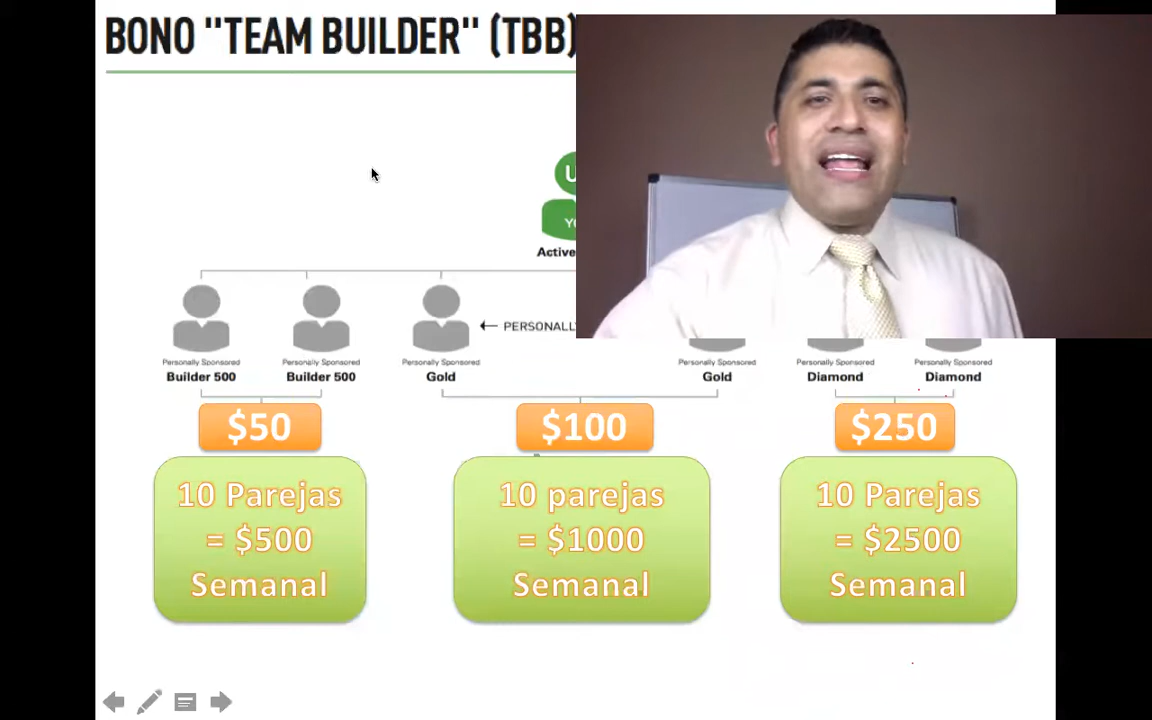 BONO "TEAM BUILDER" (TBB)
U
Active
PERSONALLY
Personally Sponsored
Builder 500
Personally Sponsored
Builder 500
Personally Sponsored
Gold
Personally Sponsored
Gold
Personally Sponsored
Diamond
Personally Sponsored
Diamond
$50
$100
$250
10 Parejas
= $500
Semanal
10 parejas
= $1000
Semanal
10 Parejas
= $2500
Semanal